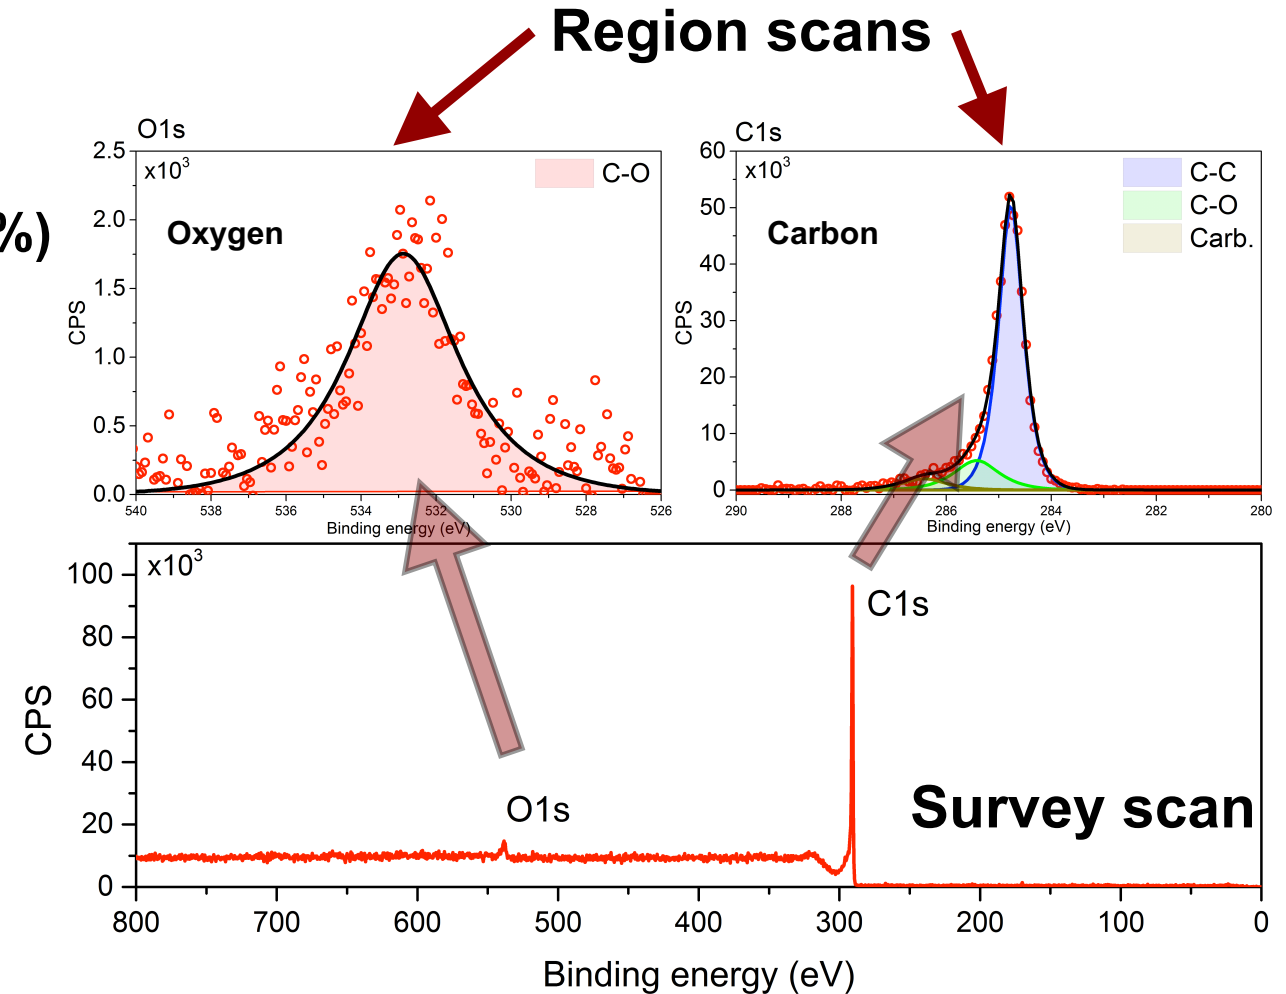 Region scans
%)
O1s
x10³
C-O
Oxygen
CPS
2.5
2.0
1.5
1.0
0.5
0.0
540
538
536
534
532
530
528
526
Binding energy (eV)
C1s
x10³
C-C
C-O
Carb.
Carbon
CPS
60
50
40
30
20
10
0
290
288
286
284
282
280
Binding energy (eV)
x10³
CPS
100
80
60
40
20
0
C1s
O1s
Survey scan
800
700
600
500
400
300
200
100
0
Binding energy (eV)